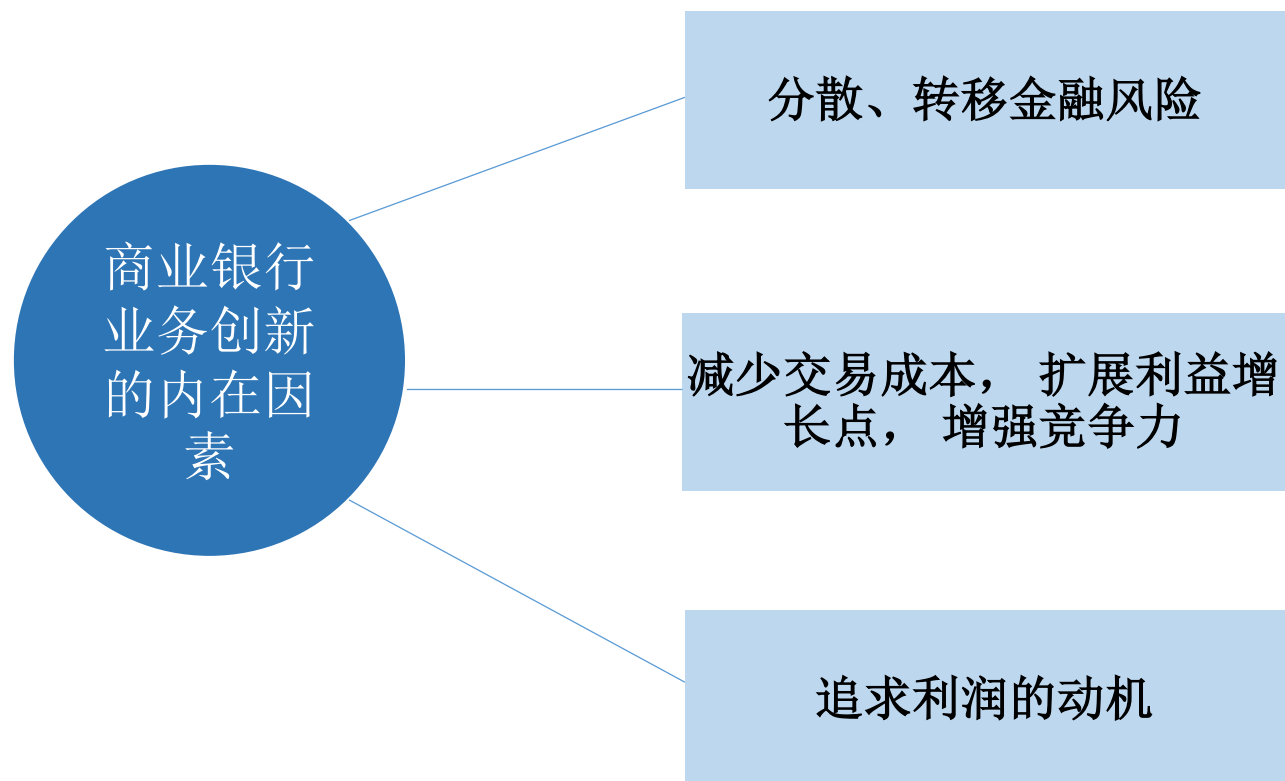 商业银行
业务创新
的内在因
素
分散、转移金融风险
减少交易成本， 扩展利益增
长点， 增强竞争力
追求利润的动机